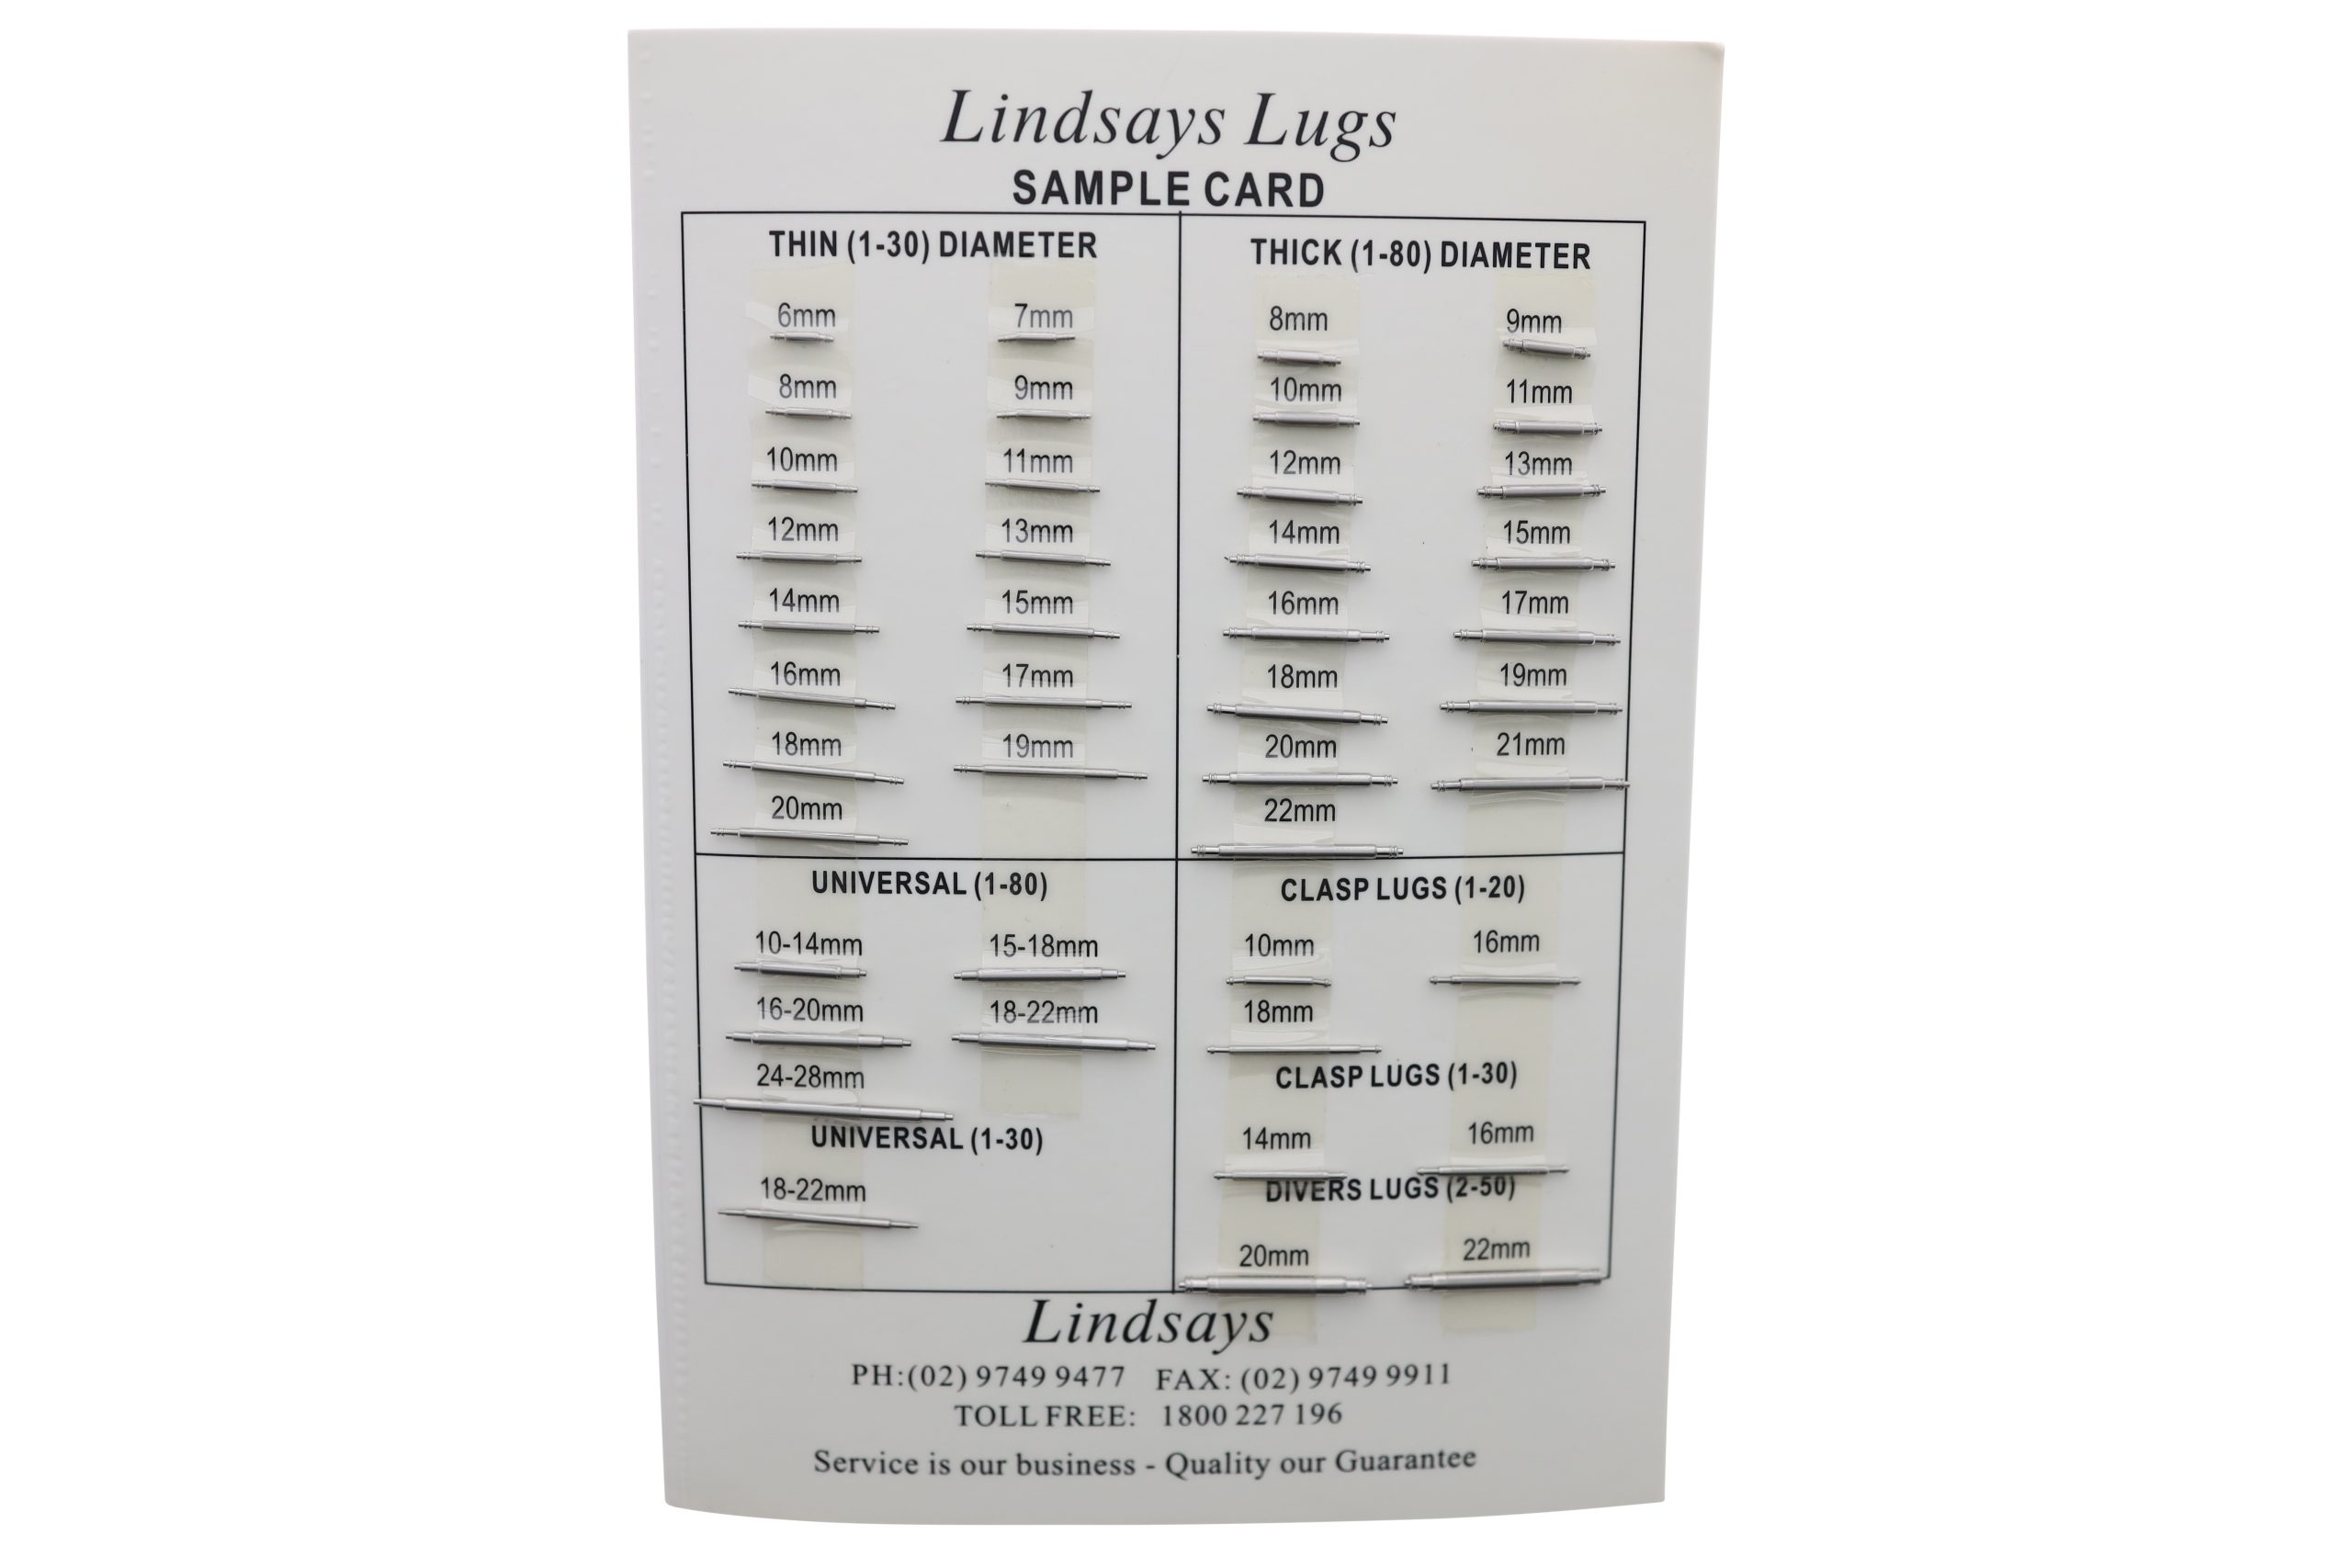 Lindsays Lugs
SAMPLE CARD
THIN (1-30) DIAMETER
6mm 7mm
8mm 9mm
10mm 11mm
12mm 13mm
14mm 15mm
16mm 17mm
18mm 19mm
20mm
THICK (1-80) DIAMETER
8mm 9mm
10mm 11mm
12mm 13mm
14mm 15mm
16mm 17mm
18mm 19mm
20mm 21mm
22mm
UNIVERSAL (1-80)
10-14mm 15-18mm
16-20mm 18-22mm
24-28mm
UNIVERSAL (1-30)
18-22mm
CLASP LUGS (1-20)
10mm 16mm
18mm
CLASP LUGS (1-30)
14mm 16mm
DIVERS LUGS (2-50)
20mm 22mm
Lindsays
PH:(02) 9749 9477 FAX: (02) 9749 9911
TOLL FREE: 1800 227 196
Service is our business - Quality our Guarantee